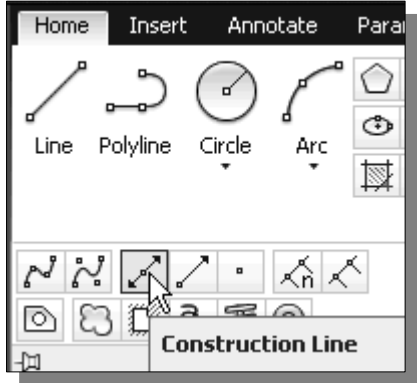 Home Insert Annotate
Line Polyline Circle Arc
Construction Line